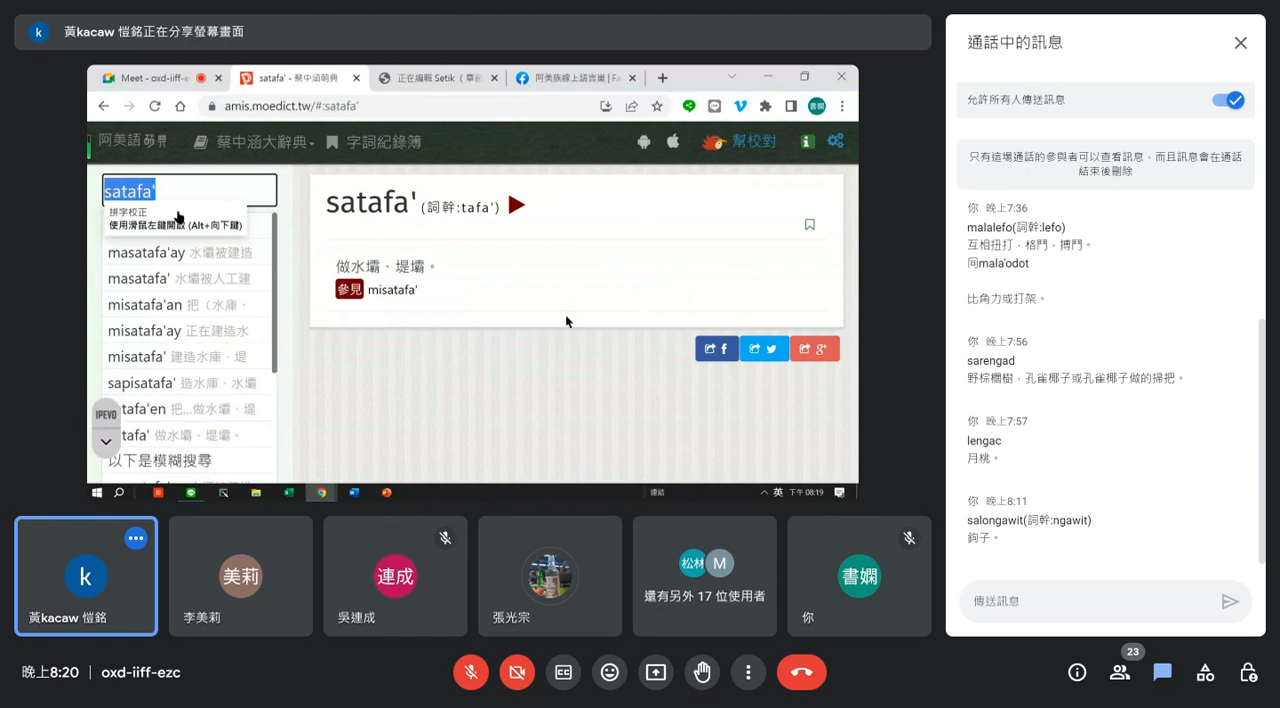 k 黃kacaw 愷銘正在分享螢幕畫面
Meet - oxd-iiff-e
satafa' - 蔡中涵萌典
正在編輯 Setik
阿美族線上語言巢 | Fa
amis.moedict.tw/#:satafa'
書嫻
阿美語萌典
蔡中涵大辭典
字詞紀錄簿
幫校對
satafa'
拼字校正
使用滑鼠左鍵開啟 (Alt+向下鍵)
masatafa'ay 水壩被建造
masatafa' 水壩被人工建
misatafa'an 把（水庫、
misatafa'ay 正在建造水
misatafa' 建造水庫、堤
sapisatafa' 造水庫、水壩
tafa'en 把...做水壩、堤
tafa' 做水壩、堤壩。
以下是模糊搜尋
IPEVO
satafa' (詞幹:tafa')
做水壩、堤壩。
參見 misatafa'
f
g+
連結
英 下午 08:19
k
黃kacaw 愷銘
美莉
李美莉
連成
吳連成
張光宗
松林 M
還有另外 17 位使用者
書嫻
你
晚上8:20 | oxd-iiff-ezc
23
通話中的訊息
允許所有人傳送訊息
只有這場通話的參與者可以查看訊息，而且訊息會在通話
結束後刪除
你 晚上7:36
malalefo(詞幹:lefo)
互相扭打，格鬥，搏鬥。
同mala'odot
比角力或打架。
你 晚上7:56
sarengad
野棕櫚樹，孔雀椰子或孔雀椰子做的掃把。
你 晚上7:57
lengac
月桃。
你 晚上8:11
salongawit(詞幹:ngawit)
鉤子。
傳送訊息